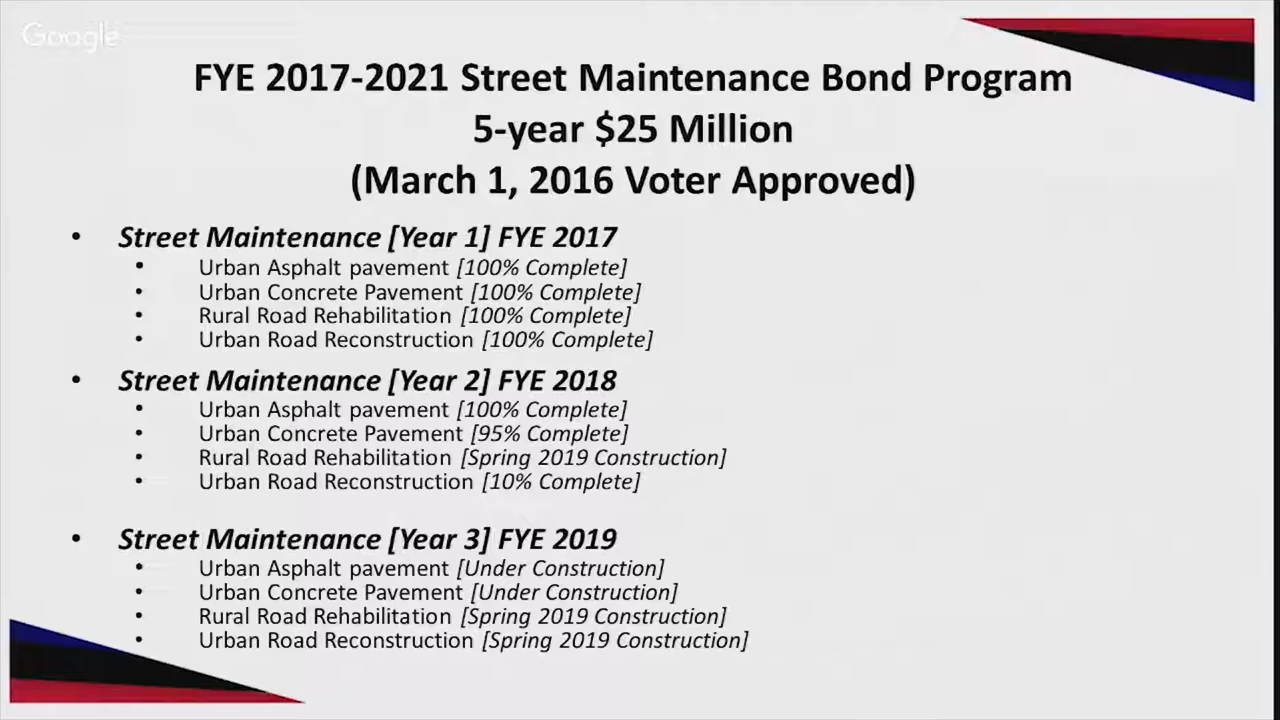 Google
FYE 2017-2021 Street Maintenance Bond Program
5-year $25 Million
(March 1, 2016 Voter Approved)
• Street Maintenance [Year 1] FYE 2017
• Urban Asphalt pavement [100% Complete]
• Urban Concrete Pavement [100% Complete]
• Rural Road Rehabilitation [100% Complete]
• Urban Road Reconstruction [100% Complete]
• Street Maintenance [Year 2] FYE 2018
• Urban Asphalt pavement [100% Complete]
• Urban Concrete Pavement [95% Complete]
• Rural Road Rehabilitation [Spring 2019 Construction]
• Urban Road Reconstruction [10% Complete]
• Street Maintenance [Year 3] FYE 2019
• Urban Asphalt pavement [Under Construction]
• Urban Concrete Pavement [Under Construction]
• Rural Road Rehabilitation [Spring 2019 Construction]
• Urban Road Reconstruction [Spring 2019 Construction]